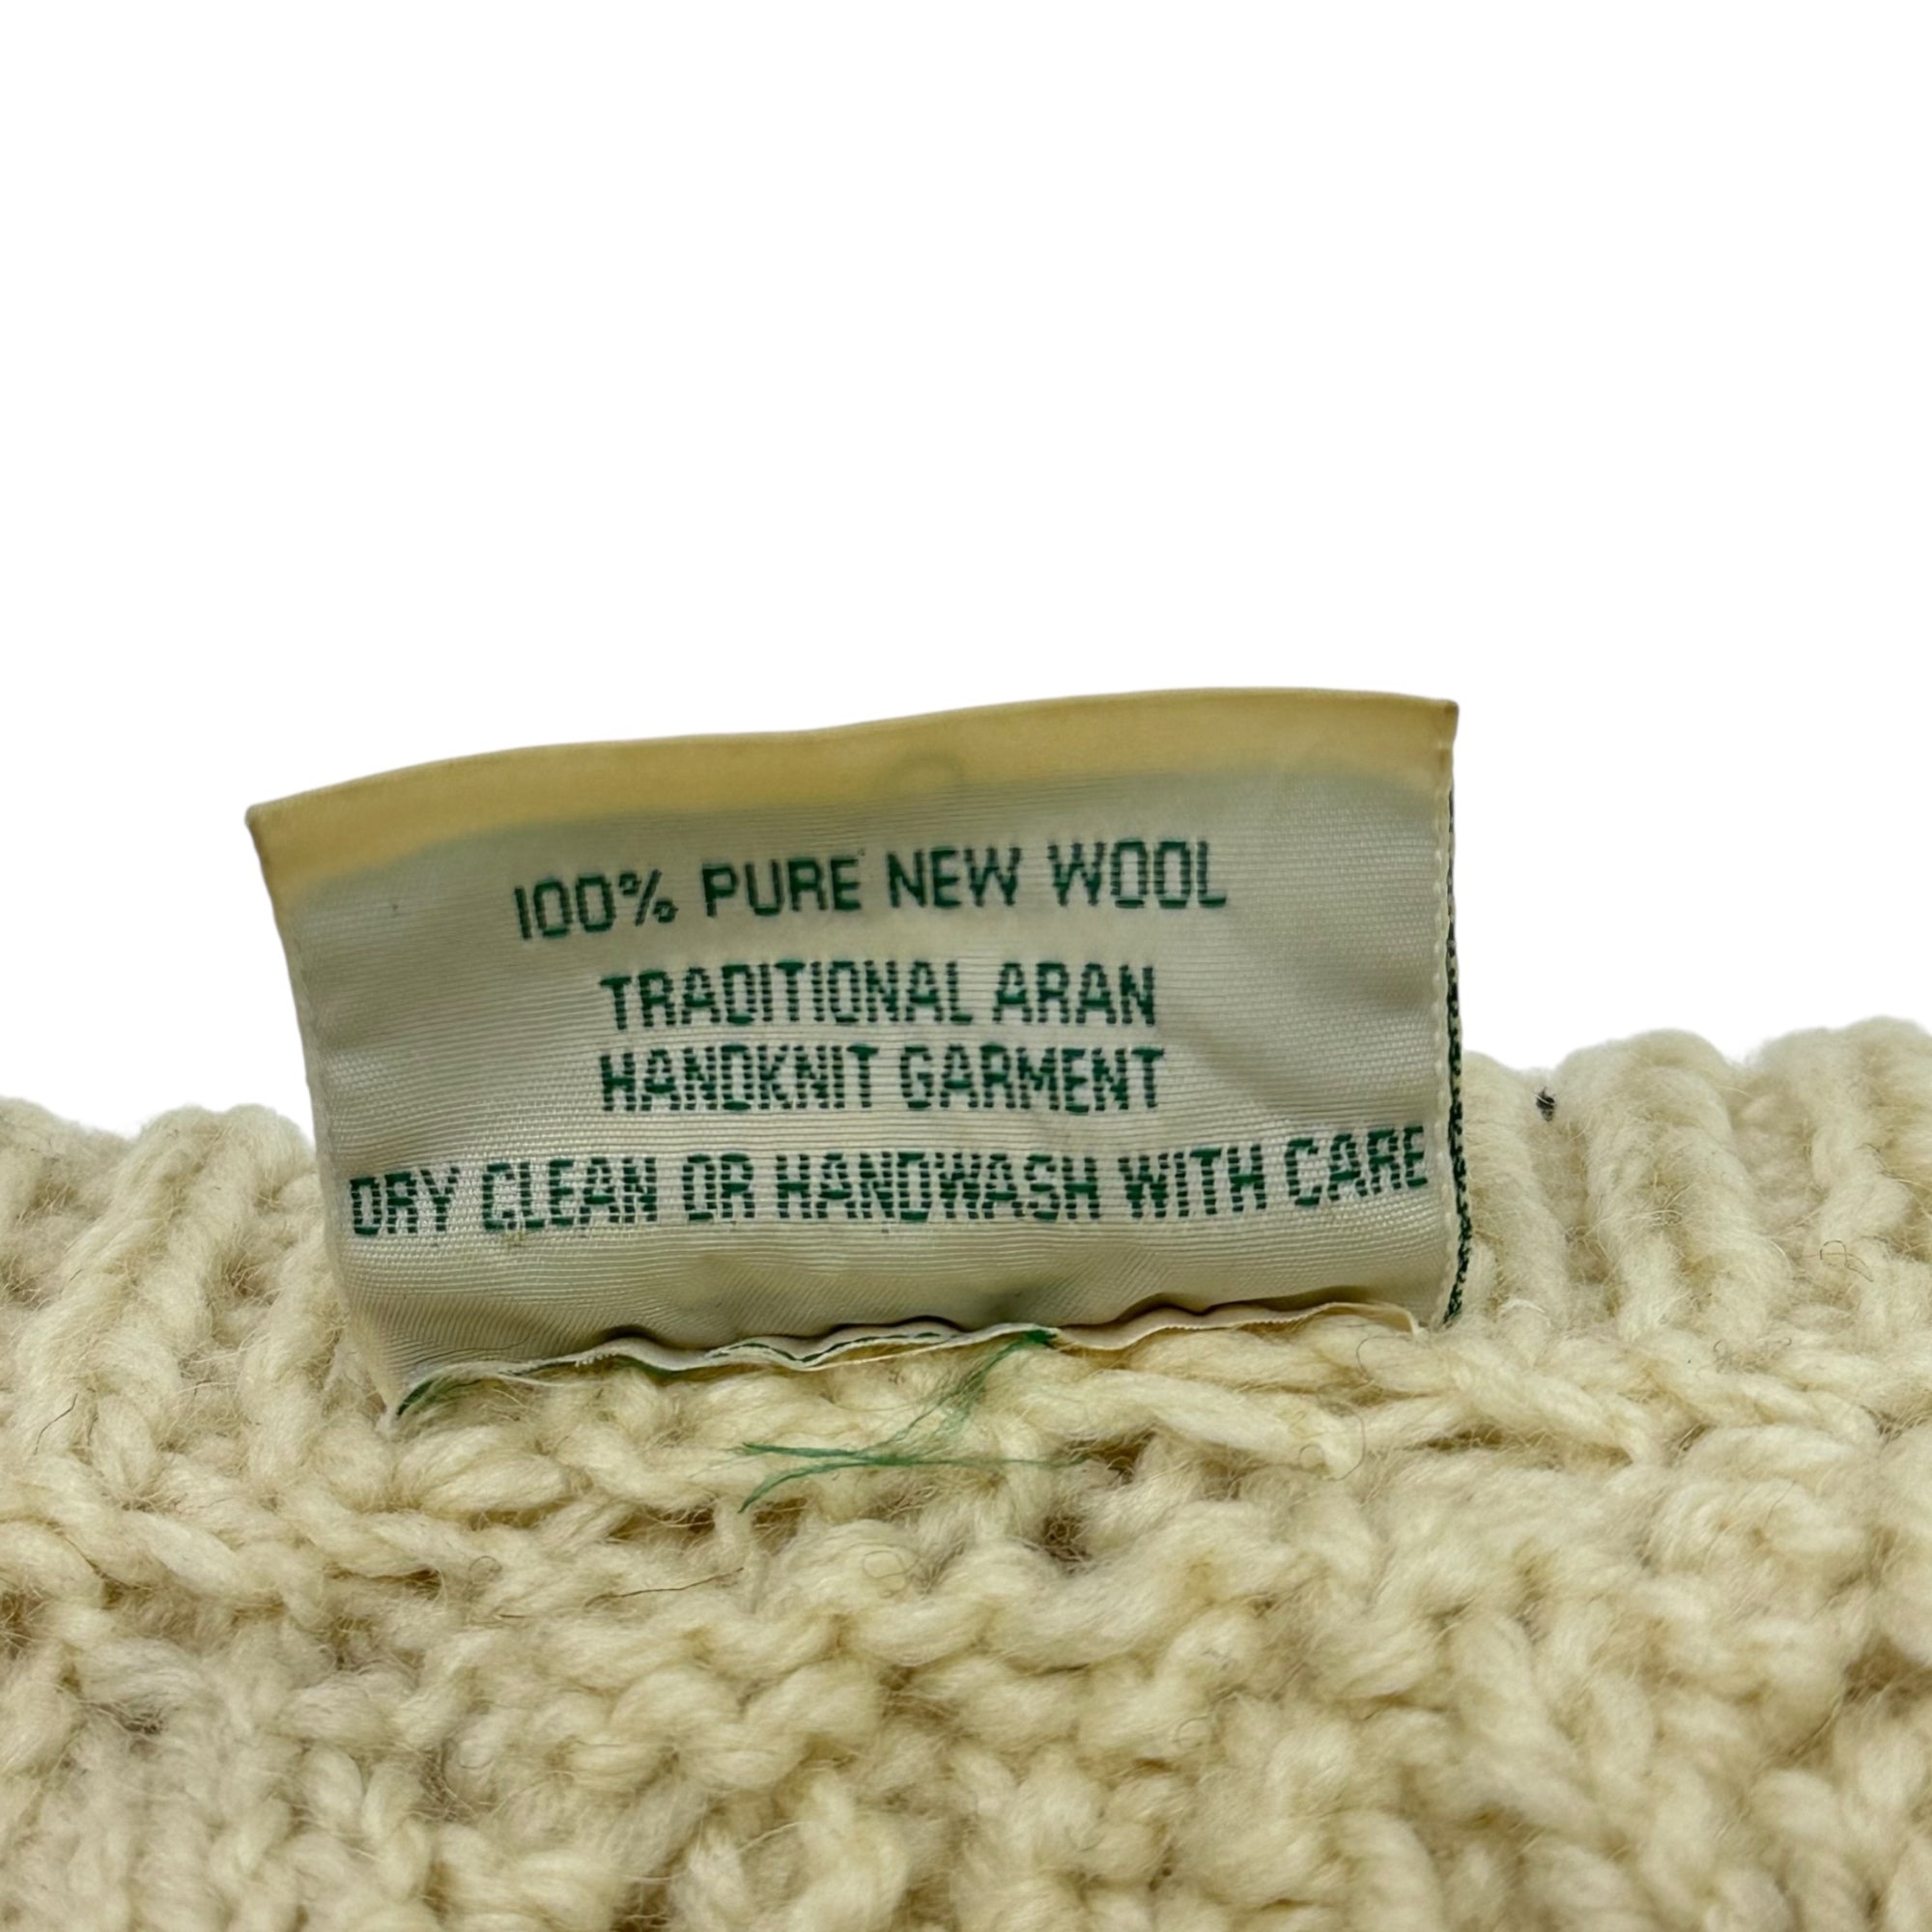 100% PURE NEW WOOL
TRADITIONAL ARAN
HANDKNIT GARMENT
DRY CLEAN OR HANDWASH WITH CARE